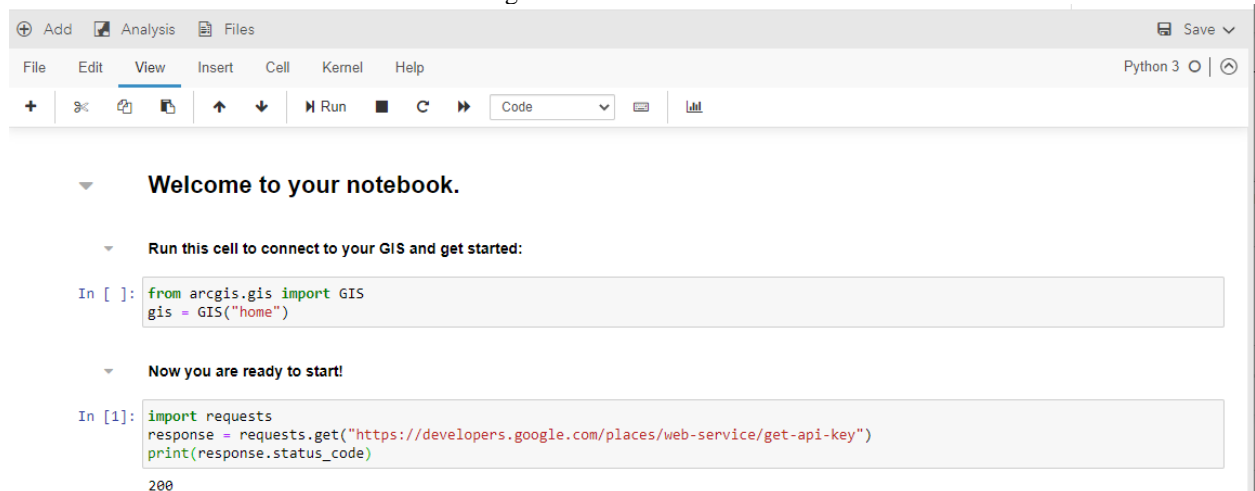 Add Analysis Files Save
File Edit View Insert Cell Kernel Help Python 3
Run Code
Welcome to your notebook.
Run this cell to connect to your GIS and get started:
In [ ]: from arcgis.gis import GIS
gis = GIS("home")
Now you are ready to start!
In [1]: import requests
response = requests.get("https://developers.google.com/places/web-service/get-api-key")
print(response.status_code)
200